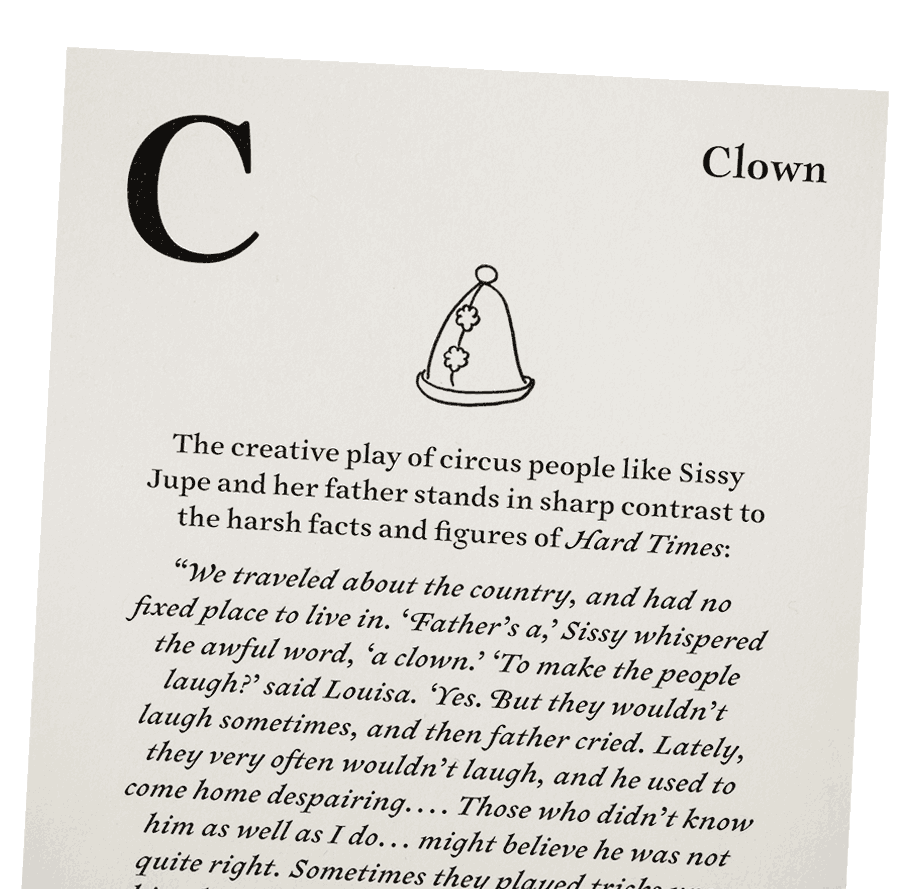 C
Clown
The creative play of circus people like Sissy
Jupe and her father stands in sharp contrast to
the harsh facts and figures of Hard Times:
“We traveled about the country, and had no
fixed place to live in. ‘Father’s a,’ Sissy whispered
the awful word, ‘a clown.’ ‘To make the people
laugh?’ said Louisa. ‘Yes. But they wouldn’t
laugh sometimes, and then father cried. Lately,
they very often wouldn’t laugh, and he used to
come home despairing.... Those who didn’t know
him as well as I do... might believe he was not
quite right. Sometimes they played tricks